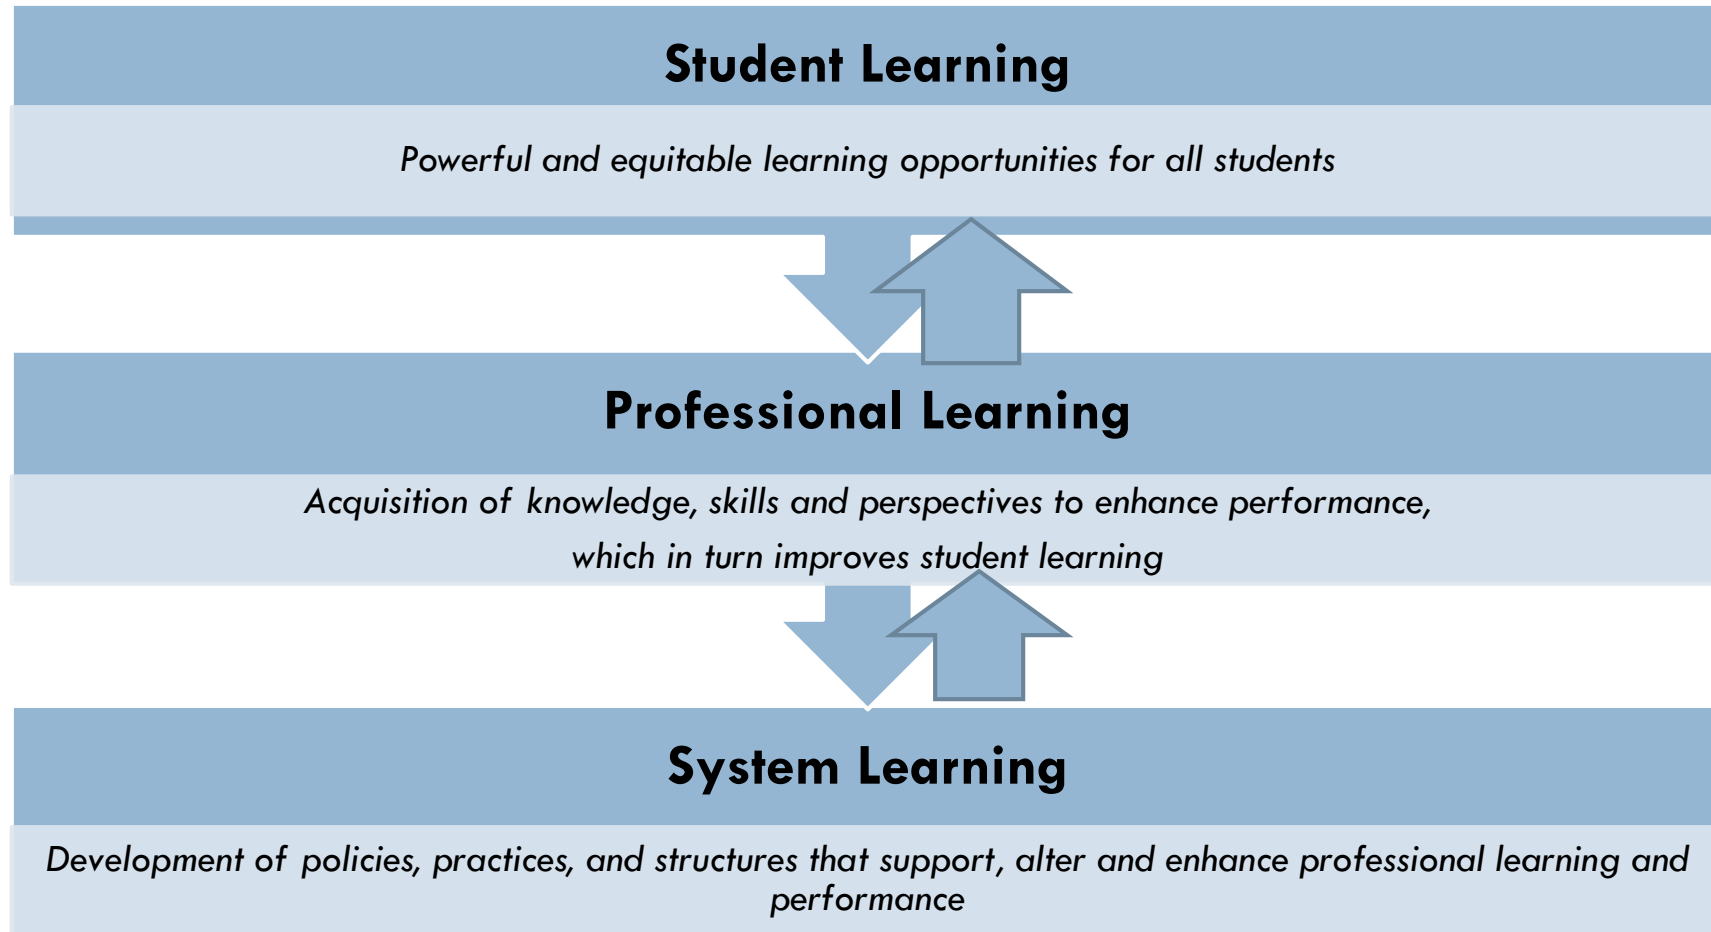 Student Learning
Powerful and equitable learning opportunities for all students
Professional Learning
Acquisition of knowledge, skills and perspectives to enhance performance,
which in turn improves student learning
System Learning
Development of policies, practices, and structures that support, alter and enhance professional learning and
performance